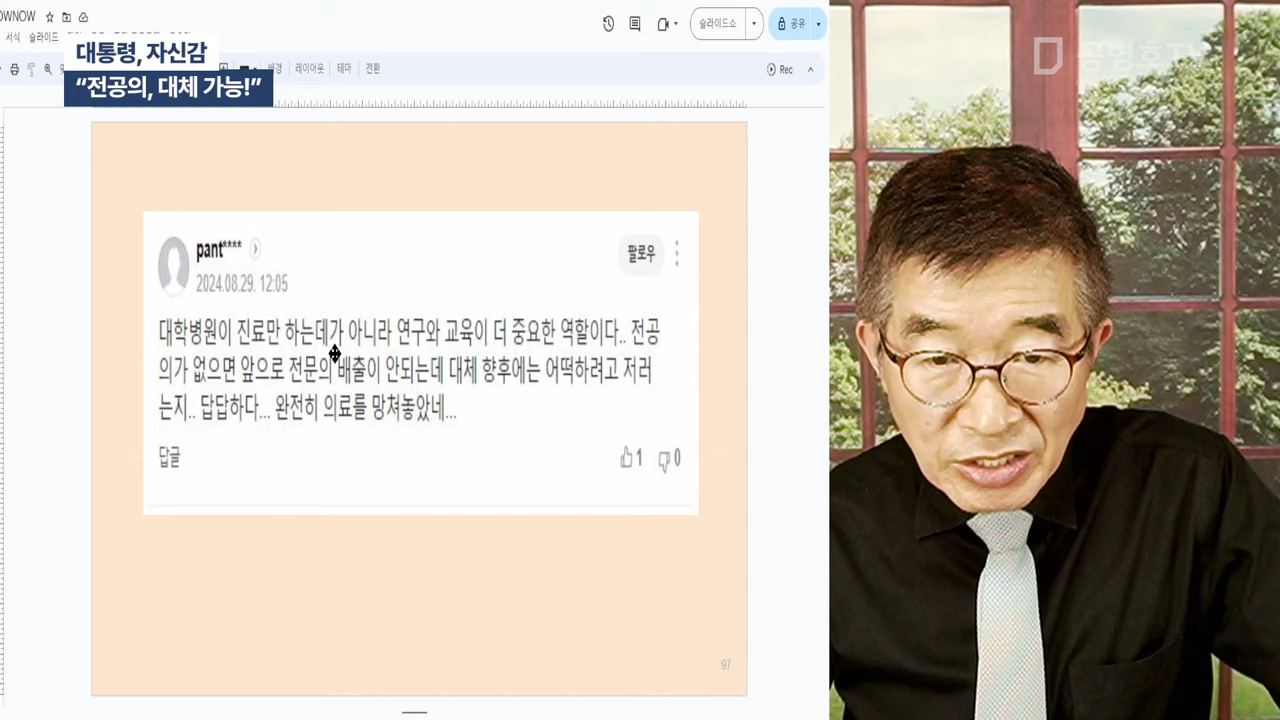 OWNOW
서식 슬라이드
대통령, 자신감
“전공의, 대체 가능!”
배경 레이아웃 테마 전환
슬라이드쇼
공유
Rec
공병호TV
pant****
2024.08.29. 12:05
팔로우
대학병원이 진료만 하는데가 아니라 연구와 교육이 더 중요한 역할이다.. 전공
의가 없으면 앞으로 전문의 배출이 안되는데 대체 향후에는 어떡하려고 저러
는지.. 답답하다... 완전히 의료를 망쳐놓았네...
답글
1 0
97